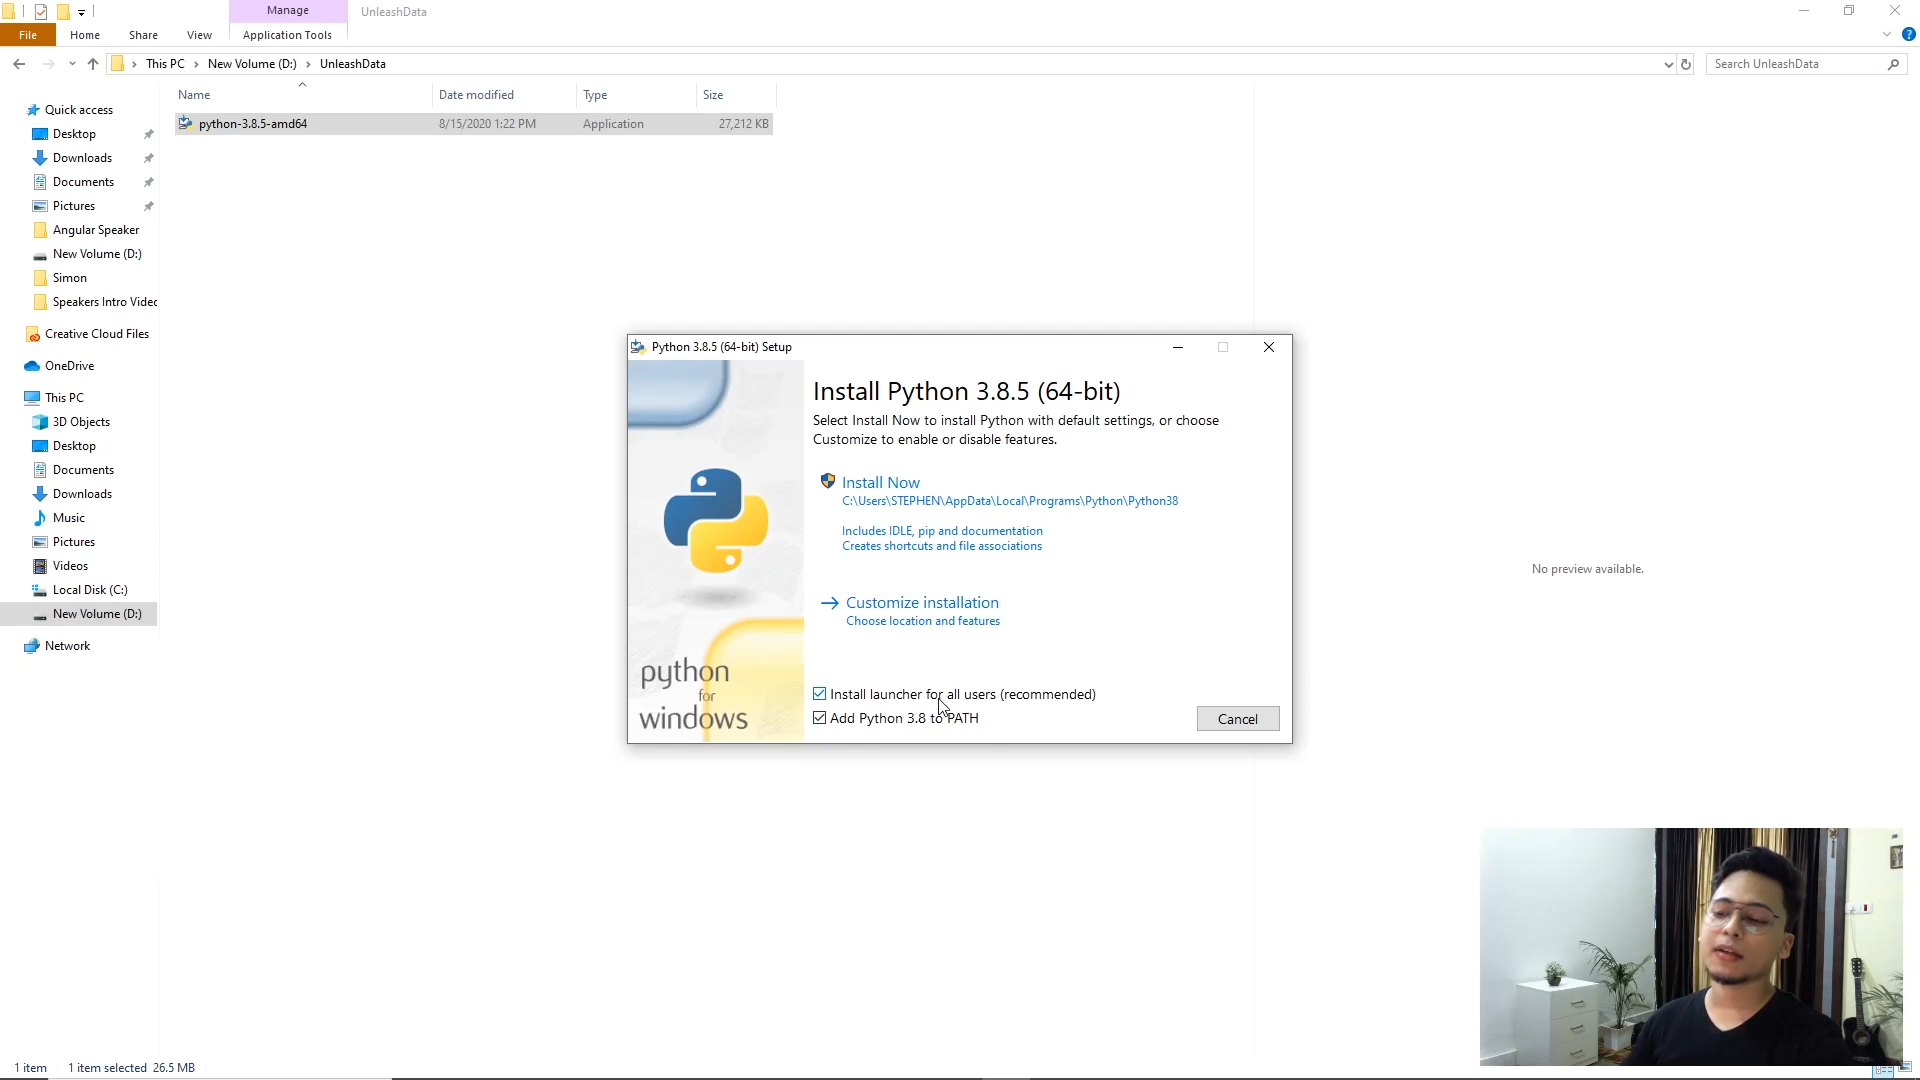 Manage
UnleashData
File
Home
Share
View
Application Tools
This PC
New Volume (D:)
UnleashData
Search UnleashData
Name
Date modified
Type
Size
python-3.8.5-amd64
8/15/2020 1:22 PM
Application
27,212 KB
Quick access
Desktop
Downloads
Documents
Pictures
Angular Speaker
New Volume (D:)
Simon
Speakers Intro Videc
Creative Cloud Files
OneDrive
This PC
3D Objects
Desktop
Documents
Downloads
Music
Pictures
Videos
Local Disk (C:)
New Volume (D:)
Network
Python 3.8.5 (64-bit) Setup
Install Python 3.8.5 (64-bit)
Select Install Now to install Python with default settings, or choose
Customize to enable or disable features.
Install Now
C:\Users\STEPHEN\AppData\Local\Programs\Python\Python38
Includes IDLE, pip and documentation
Creates shortcuts and file associations
Customize installation
Choose location and features
Install launcher for all users (recommended)
Add Python 3.8 to PATH
Cancel
python
for
windows
No preview available.
1 item
1 item selected 26.5 MB